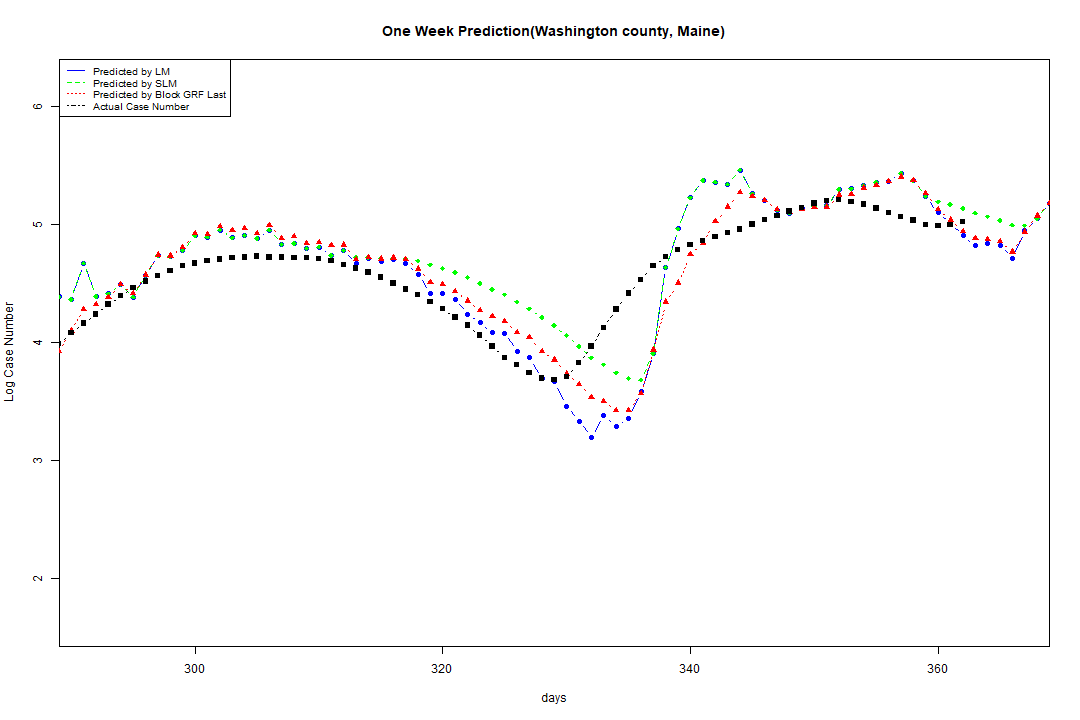 One Week Prediction(Washington county, Maine)
Predicted by LM
Predicted by SLM
Predicted by Block GRF Last
Actual Case Number
6
5
4
3
2
Log Case Number
300 320 340 360
days